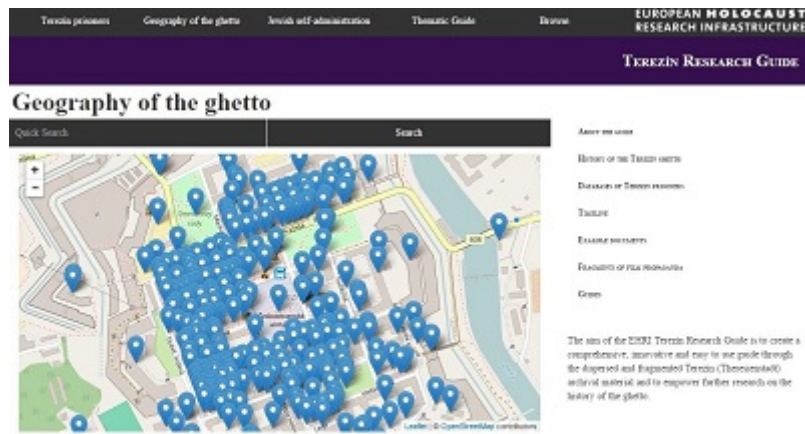 Terezín prisoners
Geography of the ghetto
Jewish self-administration
Thematic Guide
Browse
EUROPEAN HOLOCAUST
RESEARCH INFRASTRUCTURE
TEREZÍN RESEARCH GUIDE
Geography of the ghetto
Quick Search
Search
+
−
ABOUT THE GUIDE
HISTORY OF THE TEREZÍN GHETTO
DATABASES OF TEREZÍN PRISONERS
TIMELINE
EXAMPLE DOCUMENTS
FRAGMENTS OF FILM PROPAGANDA
GUIDES
The aim of the EHRI Terezín Research Guide is to create a
comprehensive, innovative and easy to use guide through
the dispersed and fragmented Terezín (Theresienstadt)
archival material and to empower further research on the
history of the ghetto.
Leaflet | © OpenStreetMap contributors